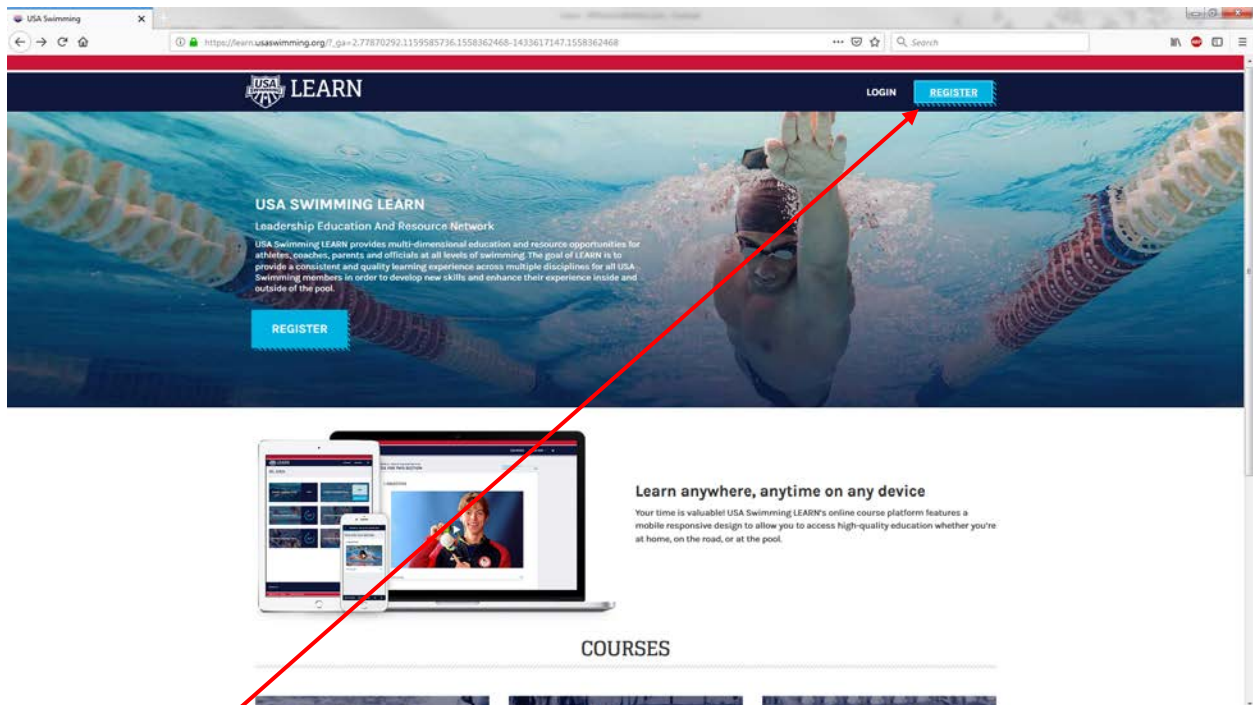 USA Swimming
https://learn.usaswimming.org/?_ga=2.77870292.1159585736.1558362468-1433617147.1558362468
Search
USA LEARN
LOGIN
REGISTER
USA SWIMMING LEARN
Leadership Education And Resource Network
USA Swimming LEARN provides multi-dimensional education and resource opportunities for
athletes, coaches, parents and officials at all levels of swimming. The goal of LEARN is to
provide a consistent and quality learning experience across multiple disciplines for all USA
Swimming members in order to develop new skills and enhance their experience inside and
outside of the pool.
REGISTER
Learn anywhere, anytime on any device
Your time is valuable! USA Swimming LEARN's online course platform features a
mobile responsive design to allow you to access high-quality education whether you're
at home, on the road, or at the pool.
COURSES